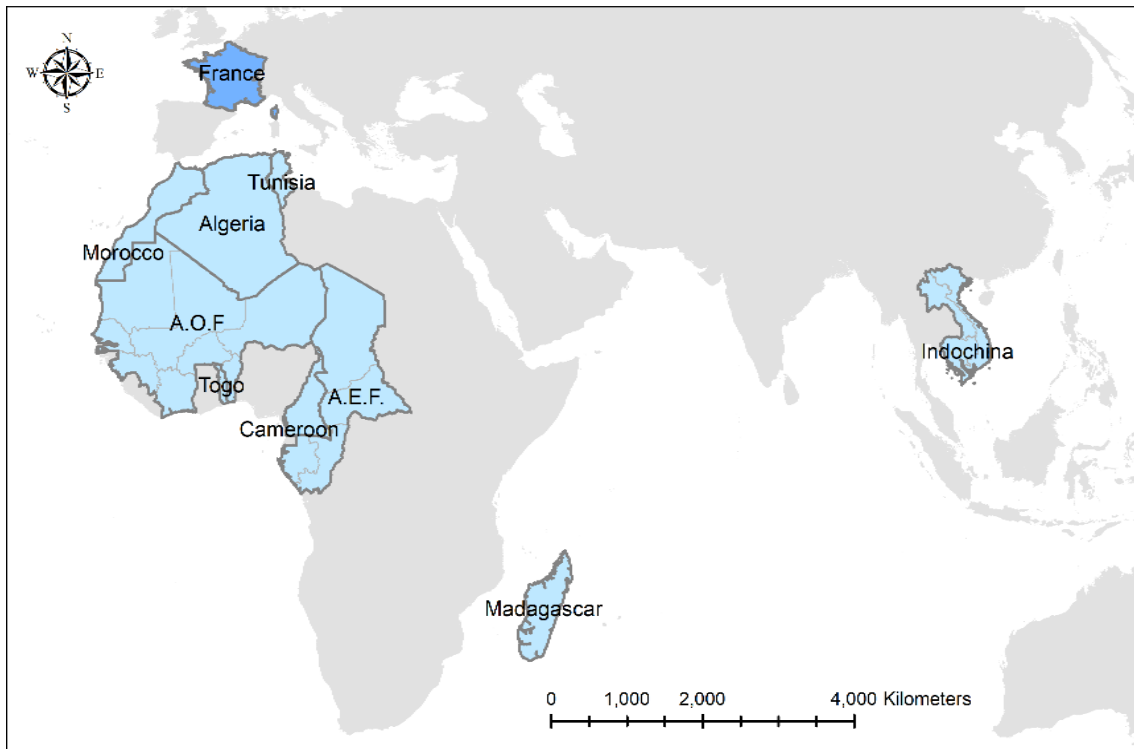 N
W E
S
France
Tunisia
Algeria
Morocco
A.O.F
Indochina
Togo
A.E.F.
Cameroon
Madagascar
0 1,000 2,000 4,000 Kilometers